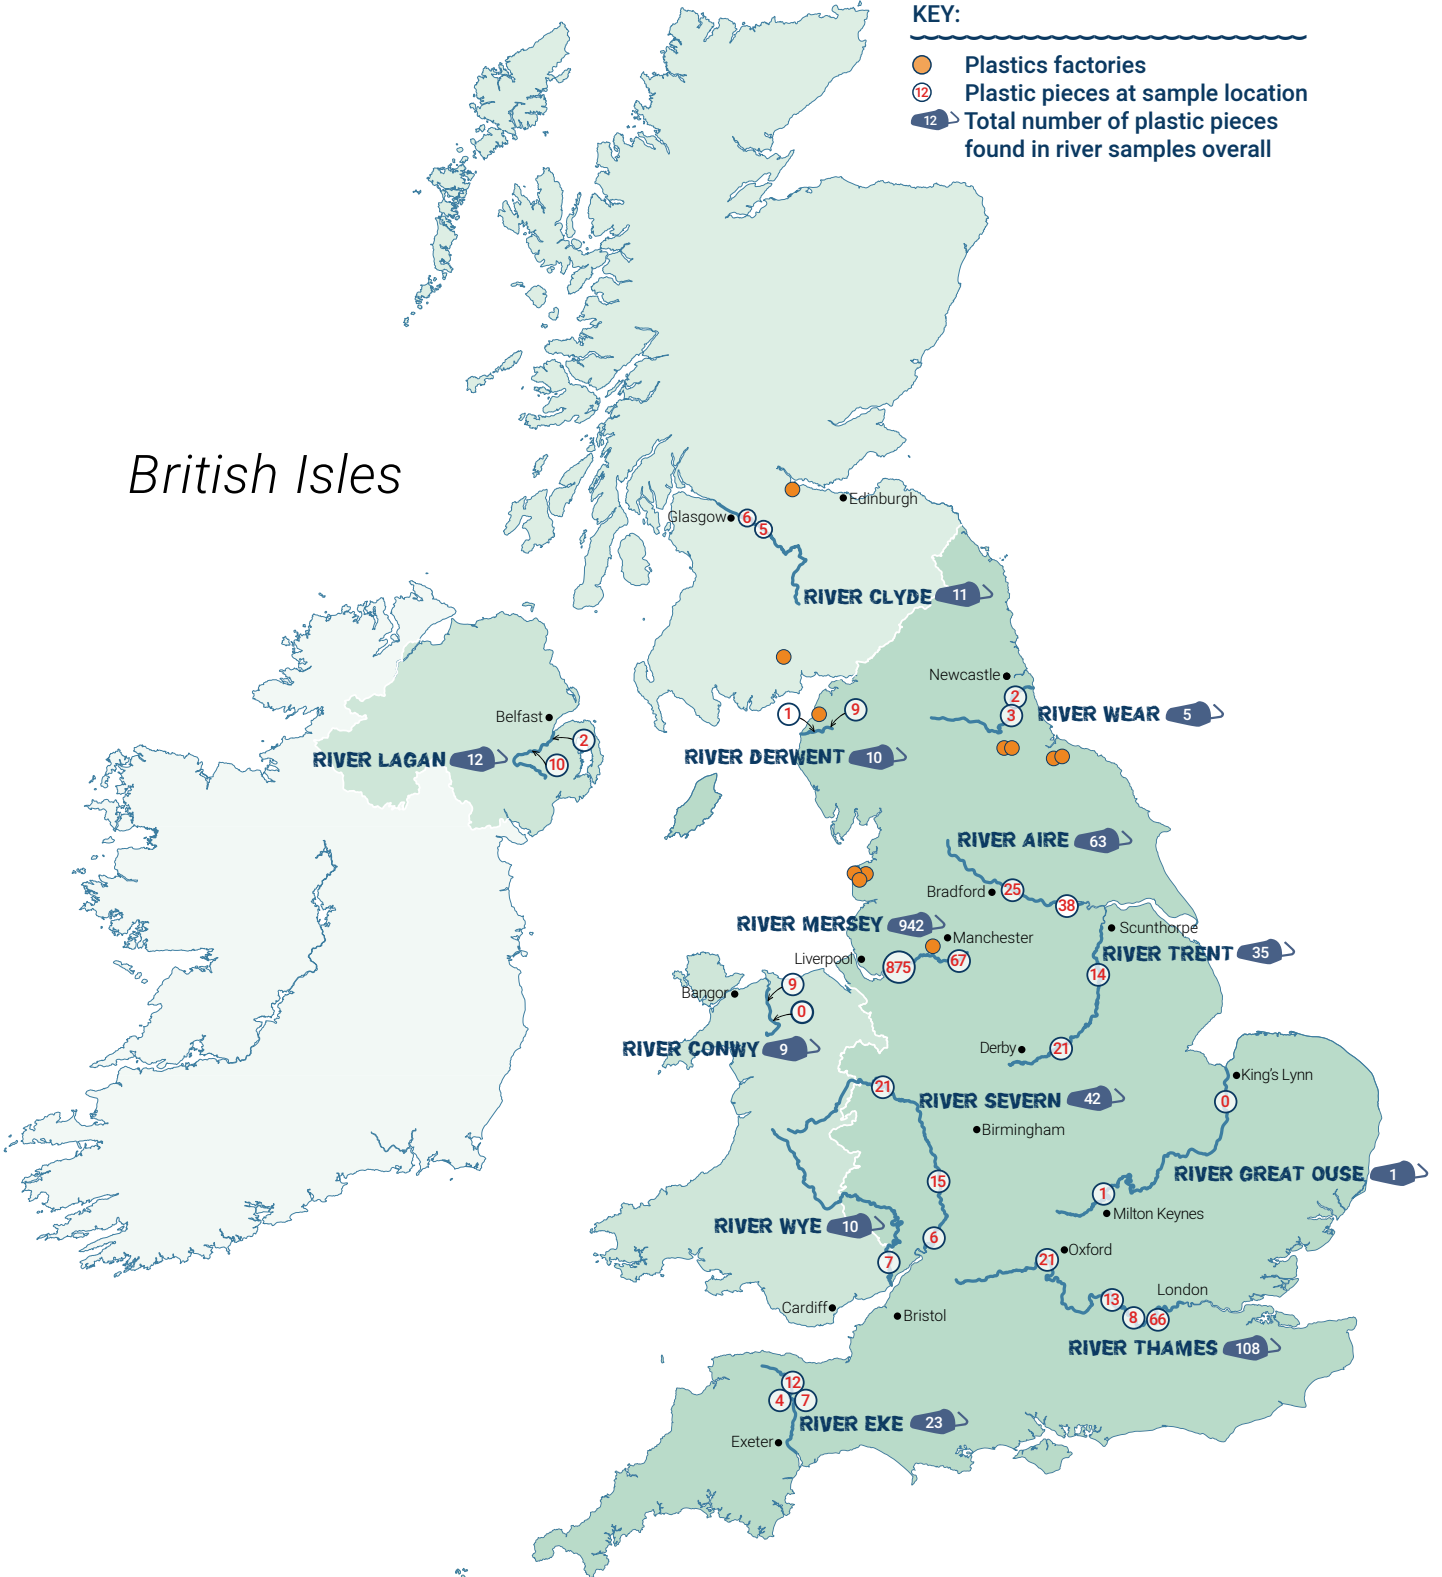 KEY:
Plastics factories
12 Plastic pieces at sample location
12 Total number of plastic pieces
found in river samples overall
British Isles
Edinburgh
Glasgow 6
5
RIVER CLYDE 11
Newcastle
2
1 9
3 RIVER WEAR 5
Belfast
2
RIVER LAGAN 12
10
RIVER DERWENT 10
RIVER AIRE 63
Bradford 25
38
RIVER MERSEY 942
Scunthorpe
Manchester
RIVER TRENT 35
Liverpool 875 67
14
9
Bangor
0
RIVER CONWY 9
Derby 21
King's Lynn
21
RIVER SEVERN 42
0
Birmingham
RIVER GREAT OUSE 1
15
1
Milton Keynes
RIVER WYE 10
6
Oxford
7
21
London
13
Cardiff
Bristol
8 66
RIVER THAMES 108
12
4 7
RIVER EXE 23
Exeter